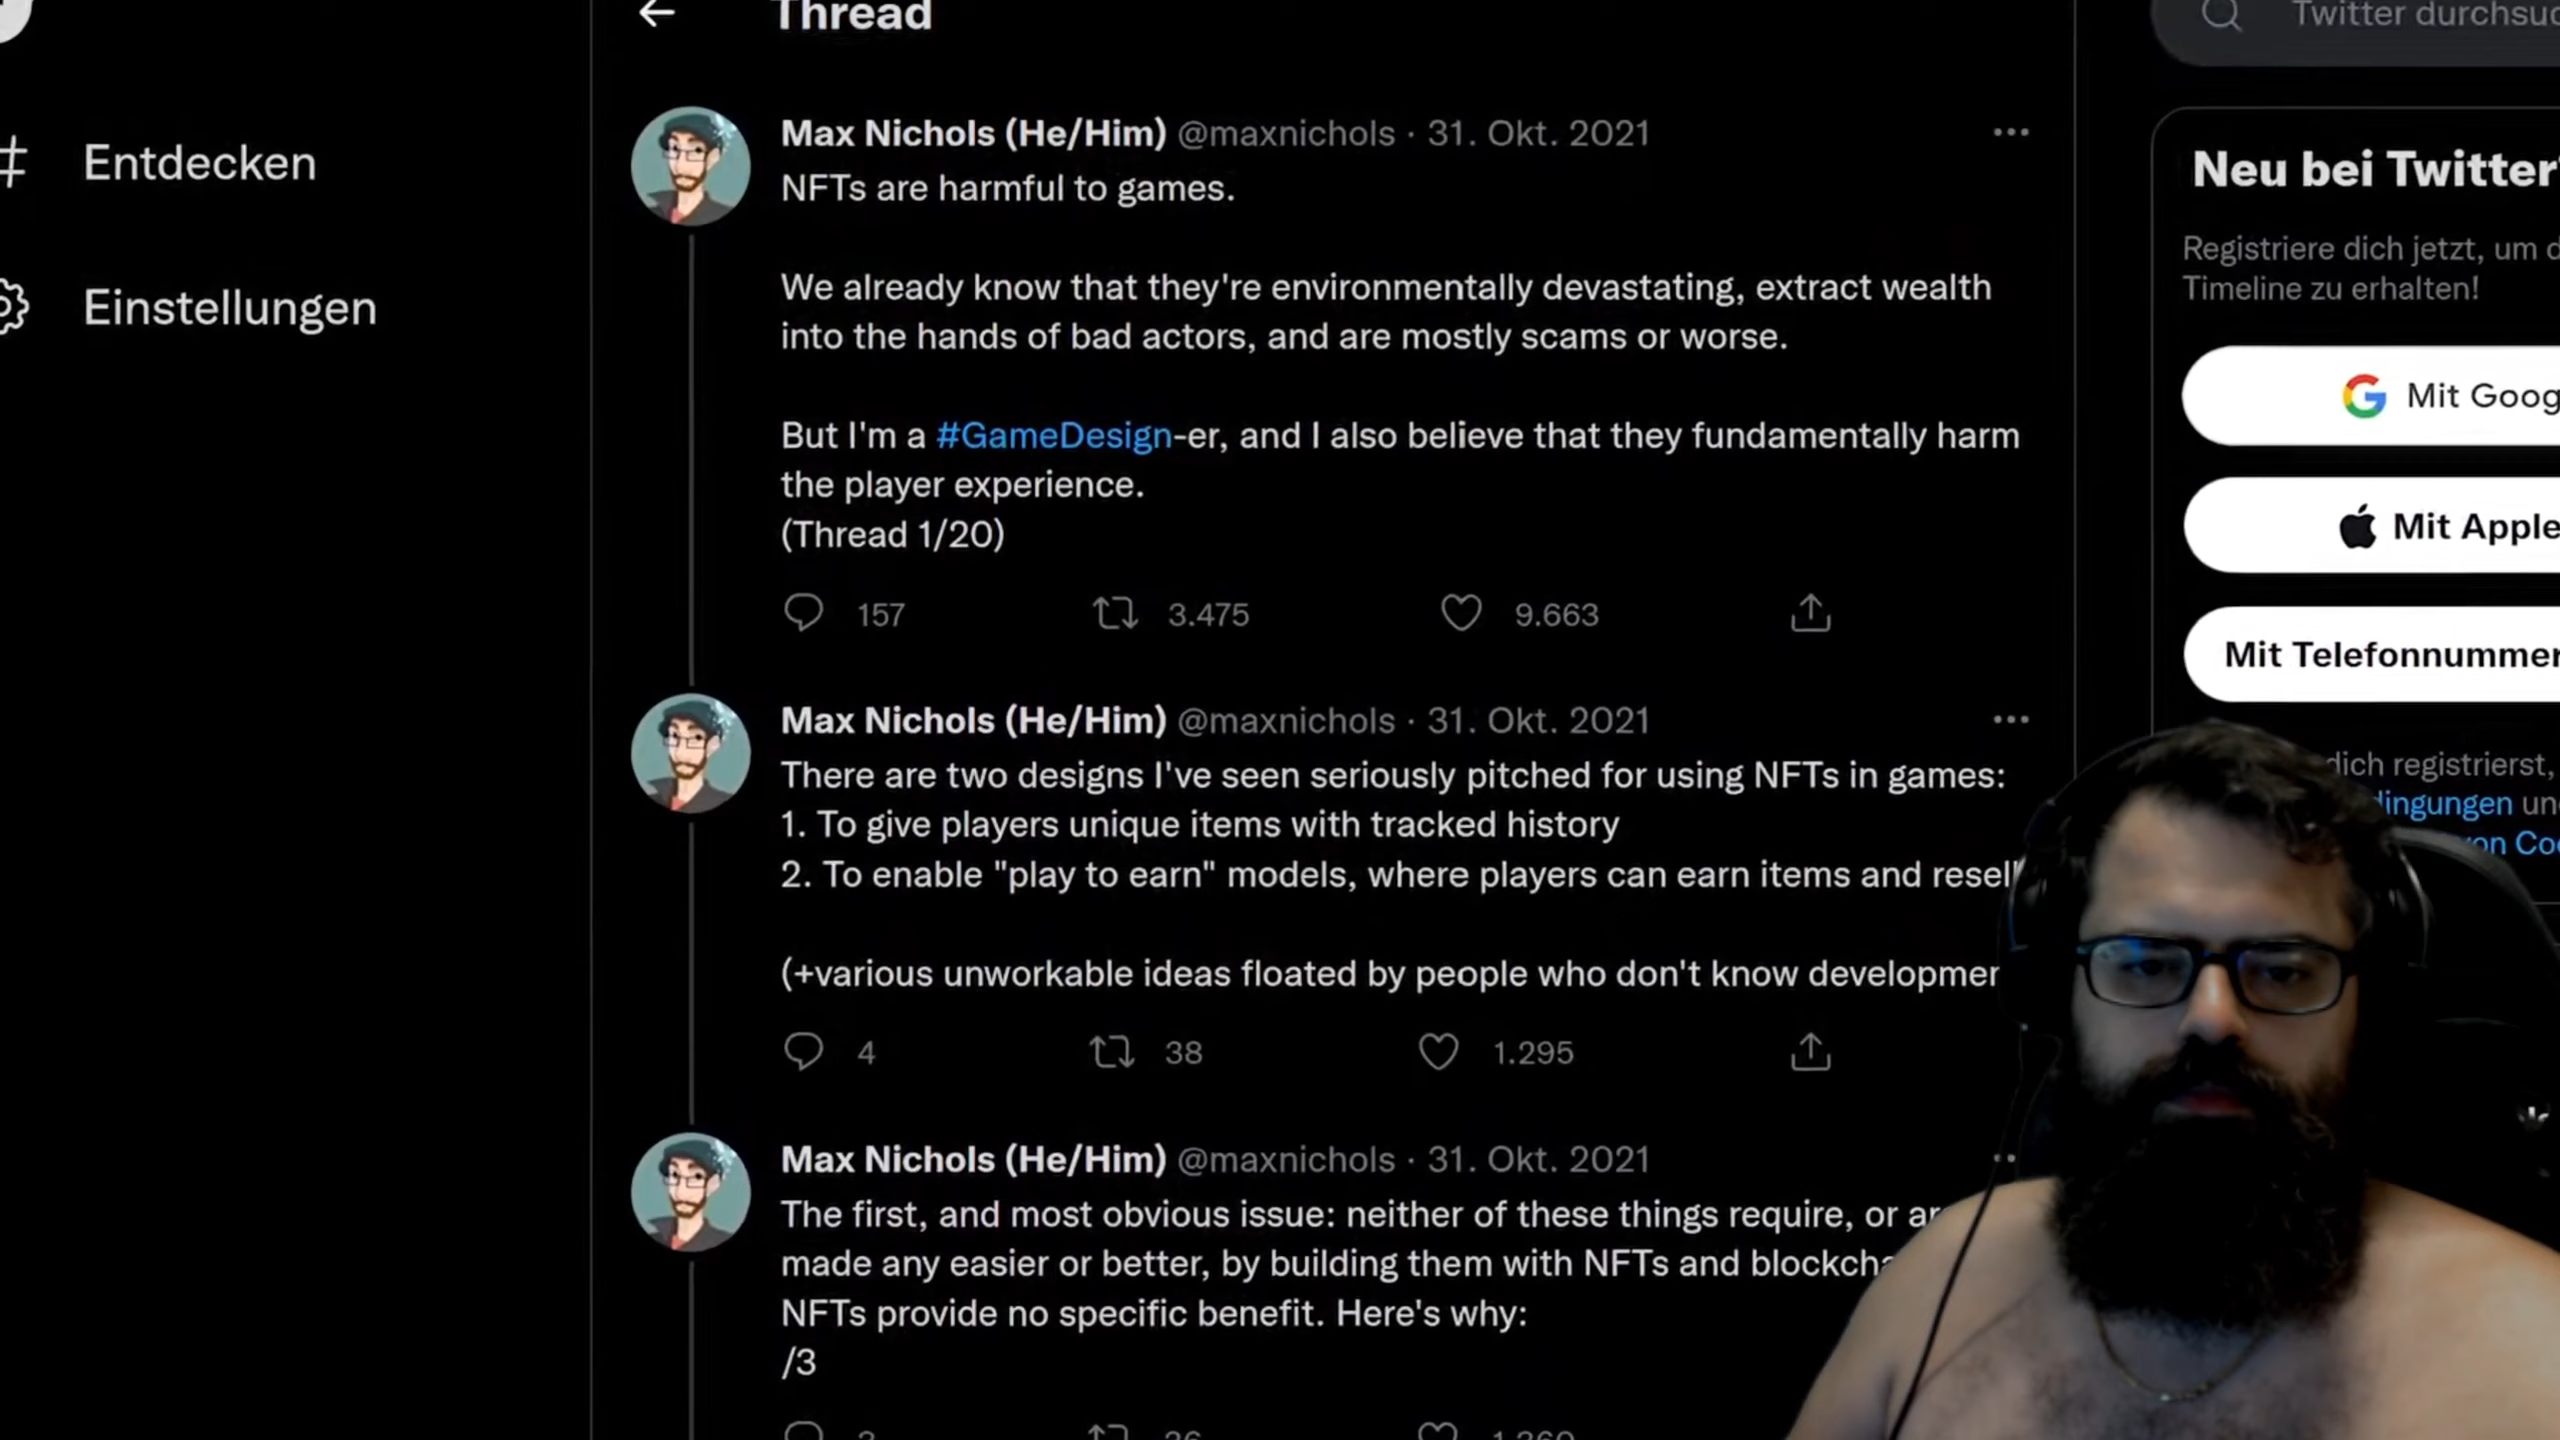 Thread
Twitter
Entdecken
Einstellungen
Max Nichols (He/Him) @maxnichols · 31. Okt. 2021
NFTs are harmful to games.
We already know that they're environmentally devastating, extract wealth
into the hands of bad actors, and are mostly scams or worse.
But I'm a #GameDesign-er, and I also believe that they fundamentally harm
the player experience.
(Thread 1/20)
157 3.475 9.663
Max Nichols (He/Him) @maxnichols · 31. Okt. 2021
There are two designs I've seen seriously pitched for using NFTs in games:
1. To give players unique items with tracked history
2. To enable "play to earn" models, where players can earn items and resell
(+various unworkable ideas floated by people who don't know
4 38 1.295
Max Nichols (He/Him) @maxnichols · 31. Okt. 2021
The first, and most obvious issue: neither of these things require, or
made any easier or better, by building them with NFTs and
NFTs provide no specific benefit. Here's why:
/3
Neu bei Twitter
Registriere dich jetzt, um
Timeline zu erhalten!
Mit
Mit Apple
Mit Telefonnummer
dich registrierst,